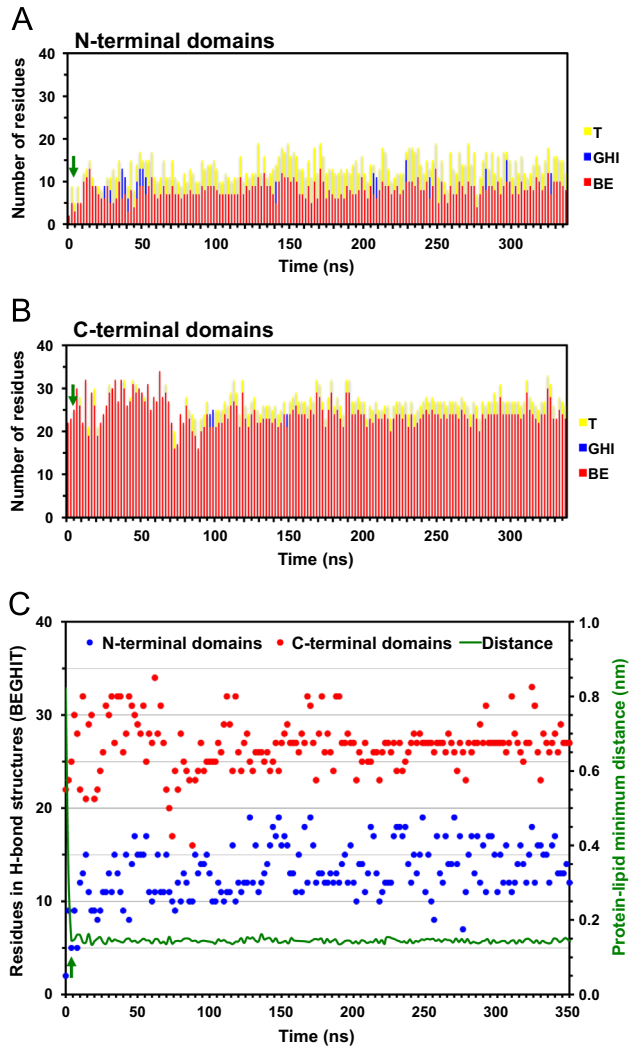 A
N-terminal domains
Number of residues
40
30
20
10
0
0 50 100 150 200 250 300
Time (ns)
T
GHI
BE
B
C-terminal domains
Number of residues
40
30
20
10
0
0 50 100 150 200 250 300
Time (ns)
T
GHI
BE
C
N-terminal domains C-terminal domains Distance
Residues in H-bond structures (BEGHIT)
40
30
20
10
0
1.0
0.8
0.6
0.4
0.2
0.0
Protein-lipid minimum distance (nm)
0 50 100 150 200 250 300 350
Time (ns)